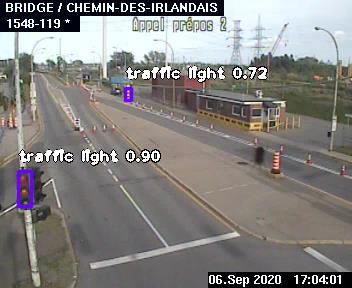 BRIDGE / CHEMIN-DES-IRLANDAIS
1548-119 *
Appel prépos 2
traffic light 0.72
traffic light 0.90
06.Sep 2020 17:04:01